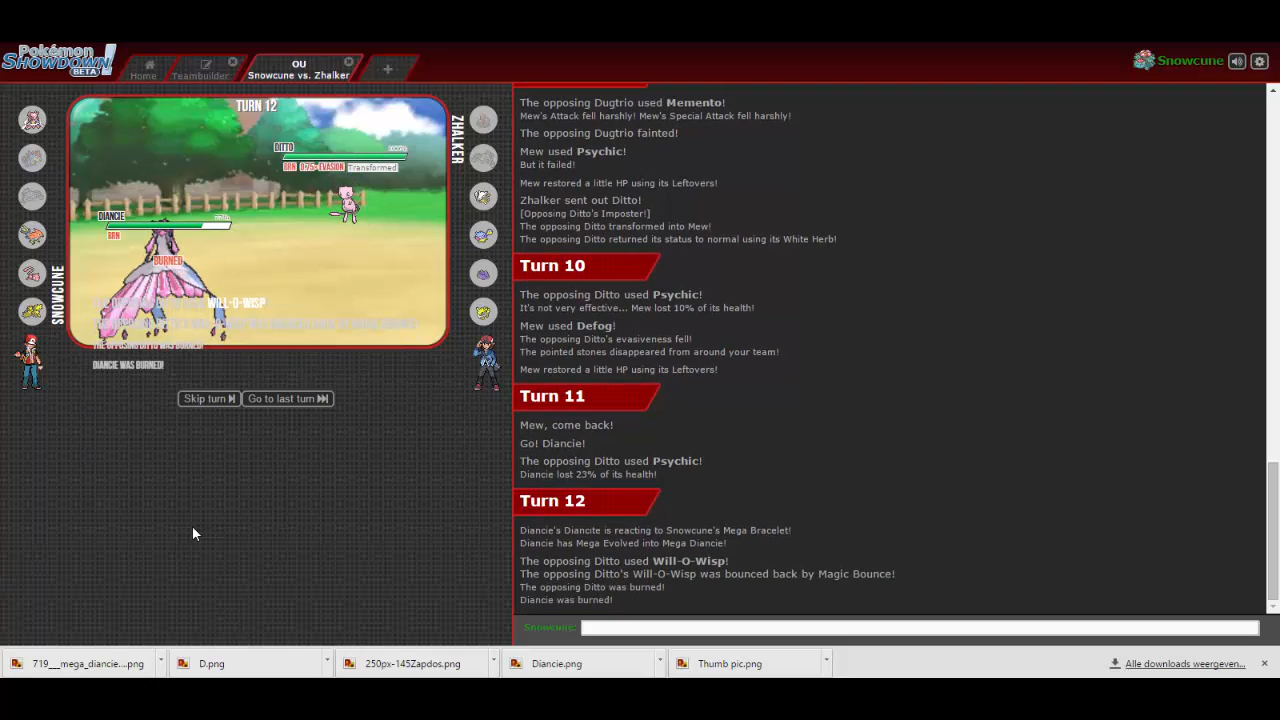 Pokémon
SHOWDOWN!
BETA
Home
Teambuilder
OU
Snowcune vs. Zhalker
+
Snowcune
TURN 12
DITTO
BRN 0.75× EVASION Transformed
DIANCIE
BRN
BURNED
WILL-O-WISP
THE OPPOSING DITTO WAS BURNED!
DIANCIE WAS BURNED!
SNOWCUNE
ZHALKER
Skip turn
Go to last turn
The opposing Dugtrio used Memento!
Mew's Attack fell harshly! Mew's Special Attack fell harshly!
The opposing Dugtrio fainted!
Mew used Psychic!
But it failed!
Mew restored a little HP using its Leftovers!
Zhalker sent out Ditto!
[Opposing Ditto's Imposter!]
The opposing Ditto transformed into Mew!
The opposing Ditto returned its status to normal using its White Herb!
Turn 10
The opposing Ditto used Psychic!
It's not very effective... Mew lost 10% of its health!
Mew used Defog!
The opposing Ditto's evasiveness fell!
The pointed stones disappeared from around your team!
Mew restored a little HP using its Leftovers!
Turn 11
Mew, come back!
Go! Diancie!
The opposing Ditto used Psychic!
Diancie lost 23% of its health!
Turn 12
Diancie's Diancite is reacting to Snowcune's Mega Bracelet!
Diancie has Mega Evolved into Mega Diancie!
The opposing Ditto used Will-O-Wisp!
The opposing Ditto's Will-O-Wisp was bounced back by Magic Bounce!
The opposing Ditto was burned!
Diancie was burned!
Snowcune:
719__mega_diancie....png
D.png
250px-145Zapdos.png
Diancie.png
Thumb pic.png
Alle downloads weergeven...